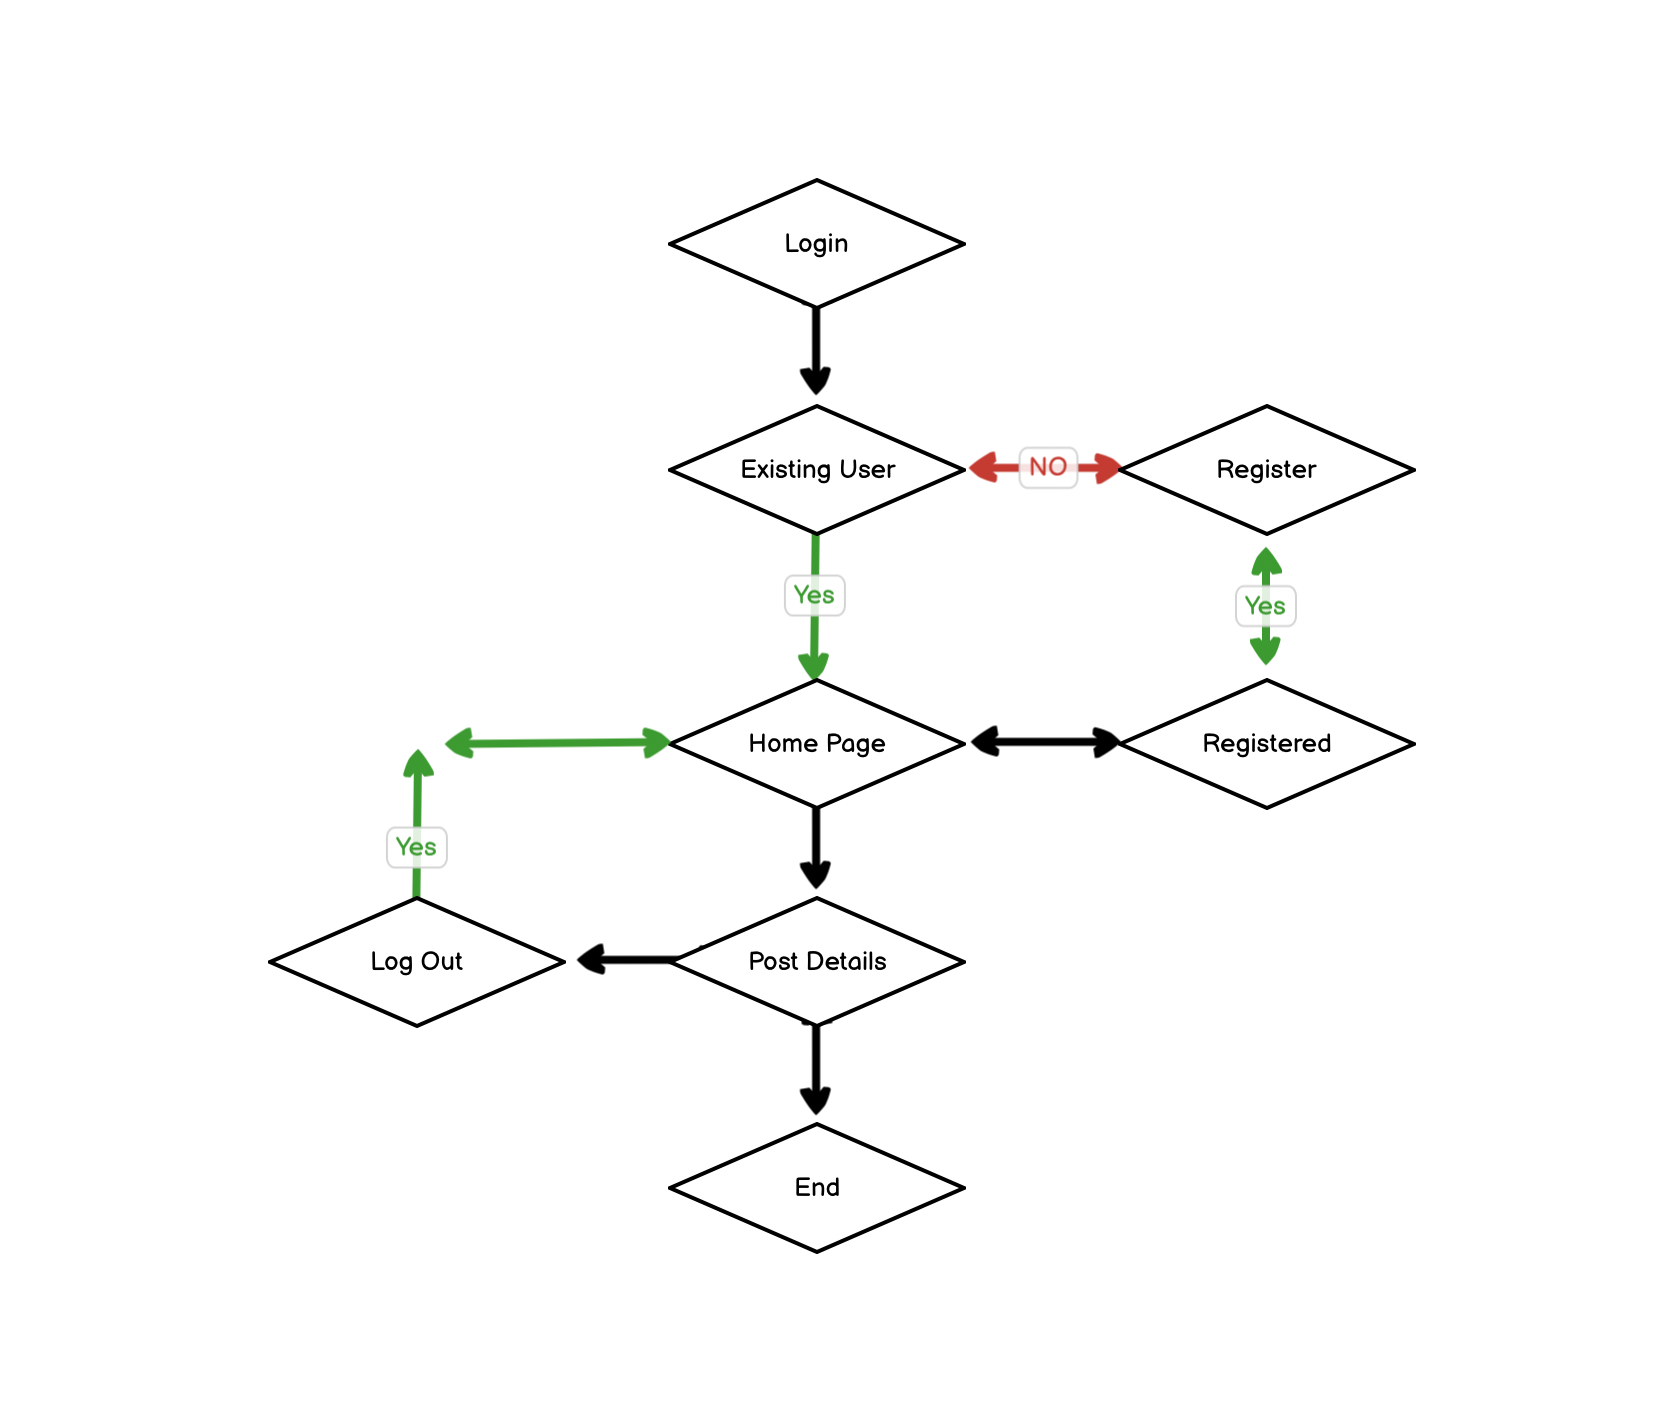 Login
Existing User
NO
Register
Yes
Yes
Home Page
Registered
Yes
Log Out
Post Details
End